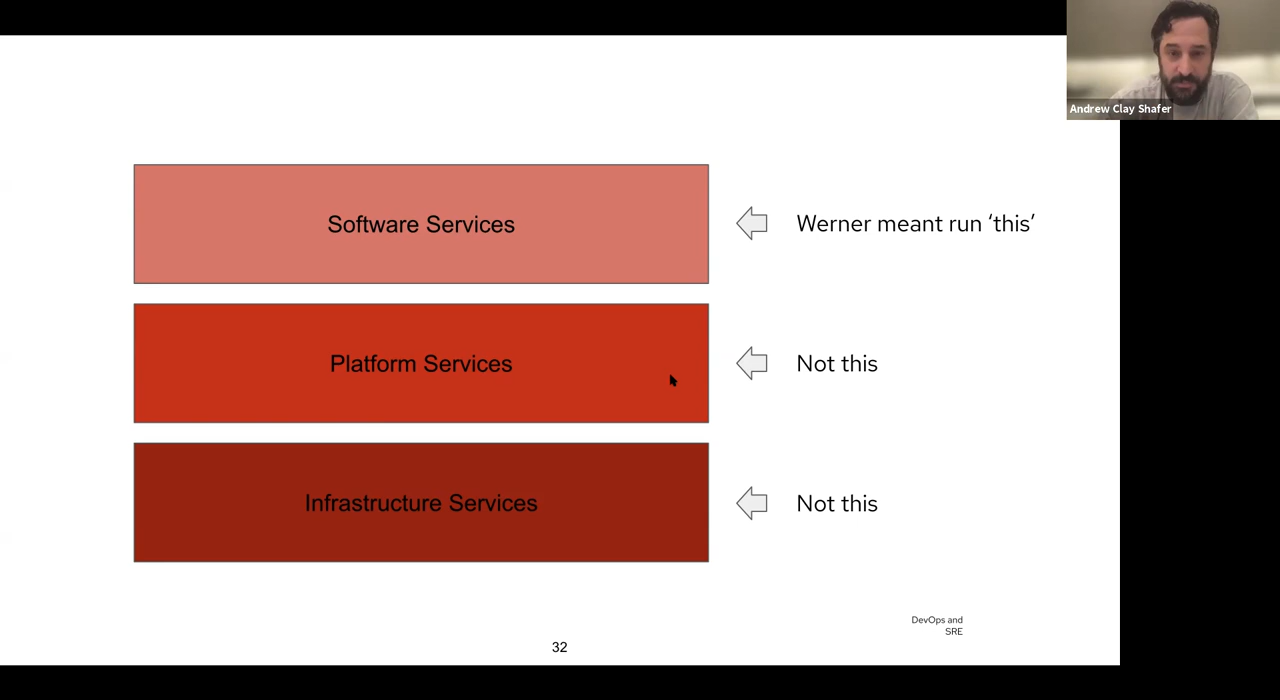 Andrew Clay Shafer
Software Services
Werner meant run ‘this’
Platform Services
Not this
Infrastructure Services
Not this
DevOps and
SRE
32